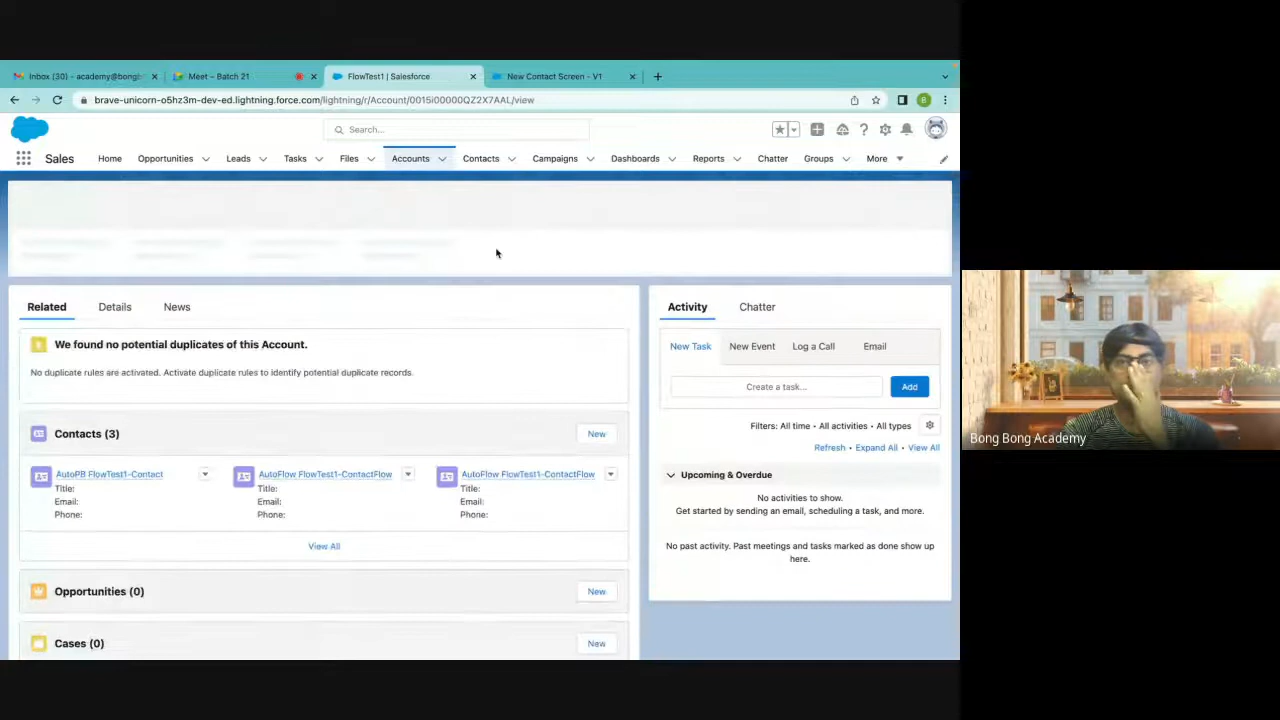 Inbox (30) - academy@bongb
Meet – Batch 21
FlowTest1 | Salesforce
New Contact Screen - V1
brave-unicorn-o5hz3m-dev-ed.lightning.force.com/lightning/r/Account/0015i00000QZ2X7AAL/view
B
Search...
Sales
Home
Opportunities
Leads
Tasks
Files
Accounts
Contacts
Campaigns
Dashboards
Reports
Chatter
Groups
More
Related
Details
News
We found no potential duplicates of this Account.
No duplicate rules are activated. Activate duplicate rules to identify potential duplicate records.
Contacts (3)
New
AutoPB FlowTest1-Contact
Title:
Email:
Phone:
AutoFlow FlowTest1-ContactFlow
Title:
Email:
Phone:
AutoFlow FlowTest1-ContactFlow
Title:
Email:
Phone:
View All
Opportunities (0)
New
Cases (0)
New
Activity
Chatter
New Task
New Event
Log a Call
Email
Create a task...
Add
Filters: All time • All activities • All types
Refresh • Expand All • View All
Upcoming & Overdue
No activities to show.
Get started by sending an email, scheduling a task, and more.
No past activity. Past meetings and tasks marked as done show up
here.
Bong Bong Academy